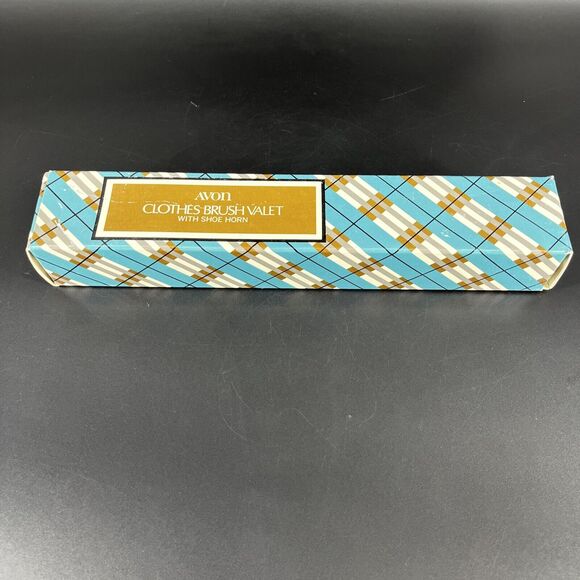 AVON
CLOTHES BRUSH VALET
WITH SHOE HORN